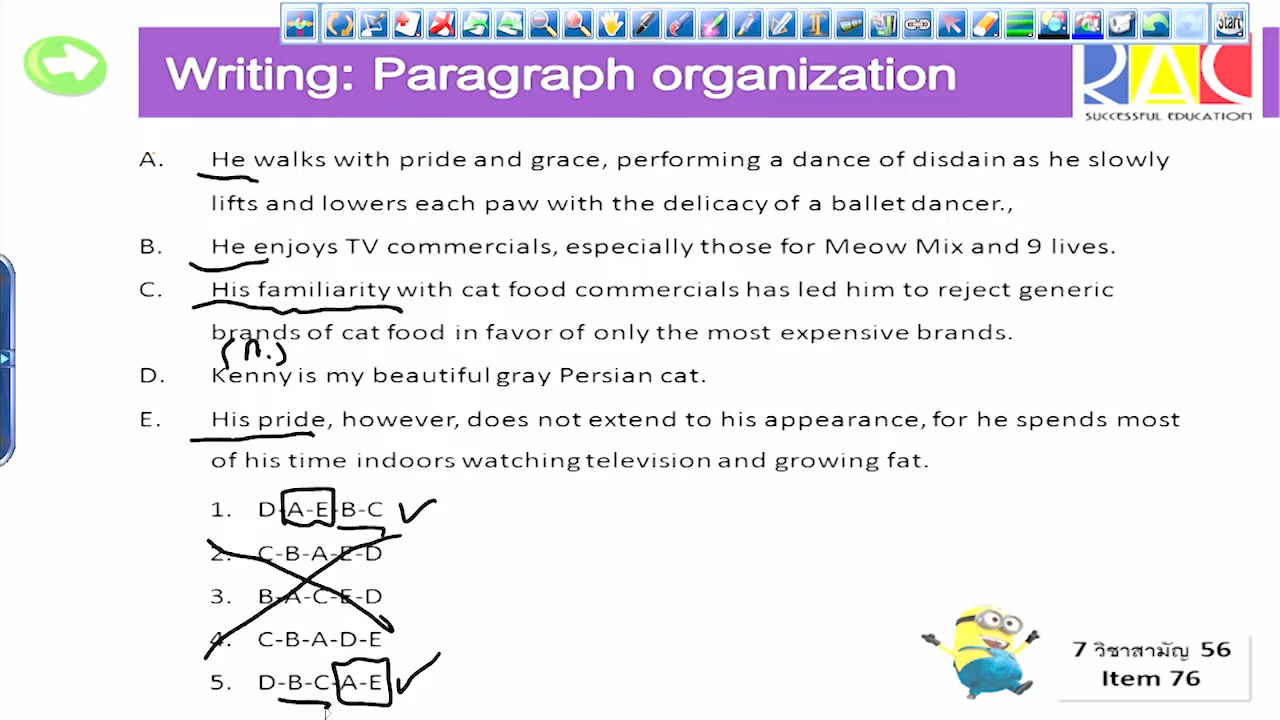 Start
Writing: Paragraph organization
RAC
SUCCESSFUL EDUCATION
A. He walks with pride and grace, performing a dance of disdain as he slowly
lifts and lowers each paw with the delicacy of a ballet dancer.,
B. He enjoys TV commercials, especially those for Meow Mix and 9 lives.
C. His familiarity with cat food commercials has led him to reject generic
brands of cat food in favor of only the most expensive brands.
(n.)
D. Kenny is my beautiful gray Persian cat.
E. His pride, however, does not extend to his appearance, for he spends most
of his time indoors watching television and growing fat.
1. D-A-E-B-C
2. C-B-A-E-D
3. B-A-C-E-D
4. C-B-A-D-E
5. D-B-C-A-E
7 วิชาสามัญ 56
Item 76